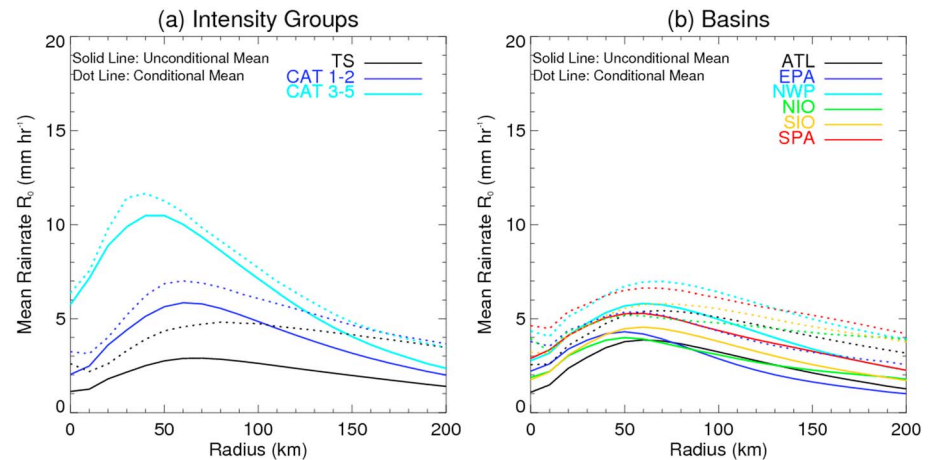 (a) Intensity Groups
Solid Line: Unconditional Mean
Dot Line: Conditional Mean
TS
CAT 1-2
CAT 3-5
20
15
10
5
0
Mean Rainrate R₀ (mm hr⁻¹)
0 50 100 150 200
Radius (km)
(b) Basins
Solid Line: Unconditional Mean
Dot Line: Conditional Mean
ATL
EPA
NWP
NIO
SIO
SPA
20
15
10
5
0
Mean Rainrate R₀ (mm hr⁻¹)
0 50 100 150 200
Radius (km)